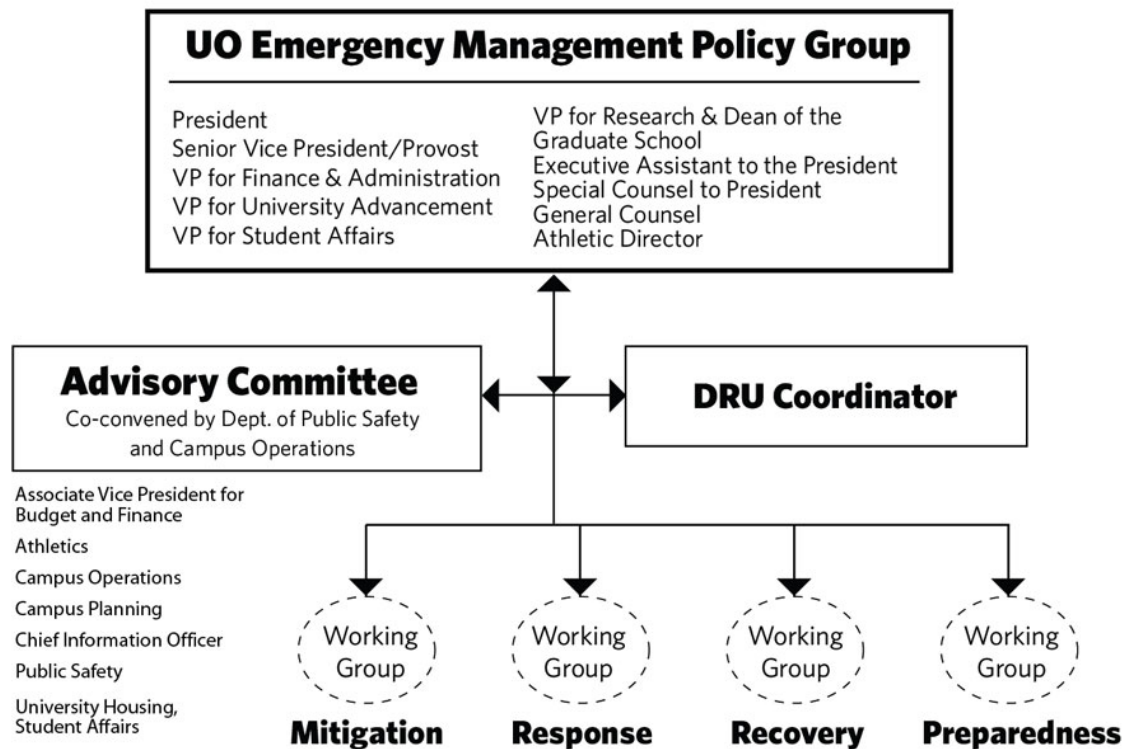 UO Emergency Management Policy Group
President
Senior Vice President/Provost
VP for Finance & Administration
VP for University Advancement
VP for Student Affairs
VP for Research & Dean of the
Graduate School
Executive Assistant to the President
Special Counsel to President
General Counsel
Athletic Director
Advisory Committee
Co-convened by Dept. of Public Safety
and Campus Operations
DRU Coordinator
Associate Vice President for
Budget and Finance
Athletics
Campus Operations
Campus Planning
Chief Information Officer
Public Safety
University Housing,
Student Affairs
Working
Group
Mitigation
Working
Group
Response
Working
Group
Recovery
Working
Group
Preparedness